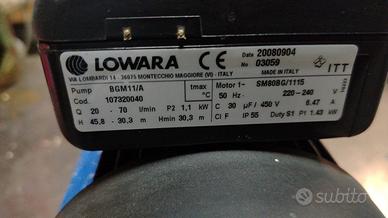 LOWARA CE Date 20080904 ITT
No 03059
VIA LOMBARDI 14 - 36075 MONTECCHIO MAGGIORE (VI) - ITALY MADE IN ITALY
Pump BGM11/A tmax Motor 1~ SM80BG/1115
Cod. 107320040 °C 50 Hz 220-240 V
Q 20 - 70 l/min P2 1,1 kW C 30 µF / 450 V 6.47 A
H 45,8 - 30,3 m Hmin 30,3 m Cl F IP 55 Duty S1 P1 1.43 kW
subito